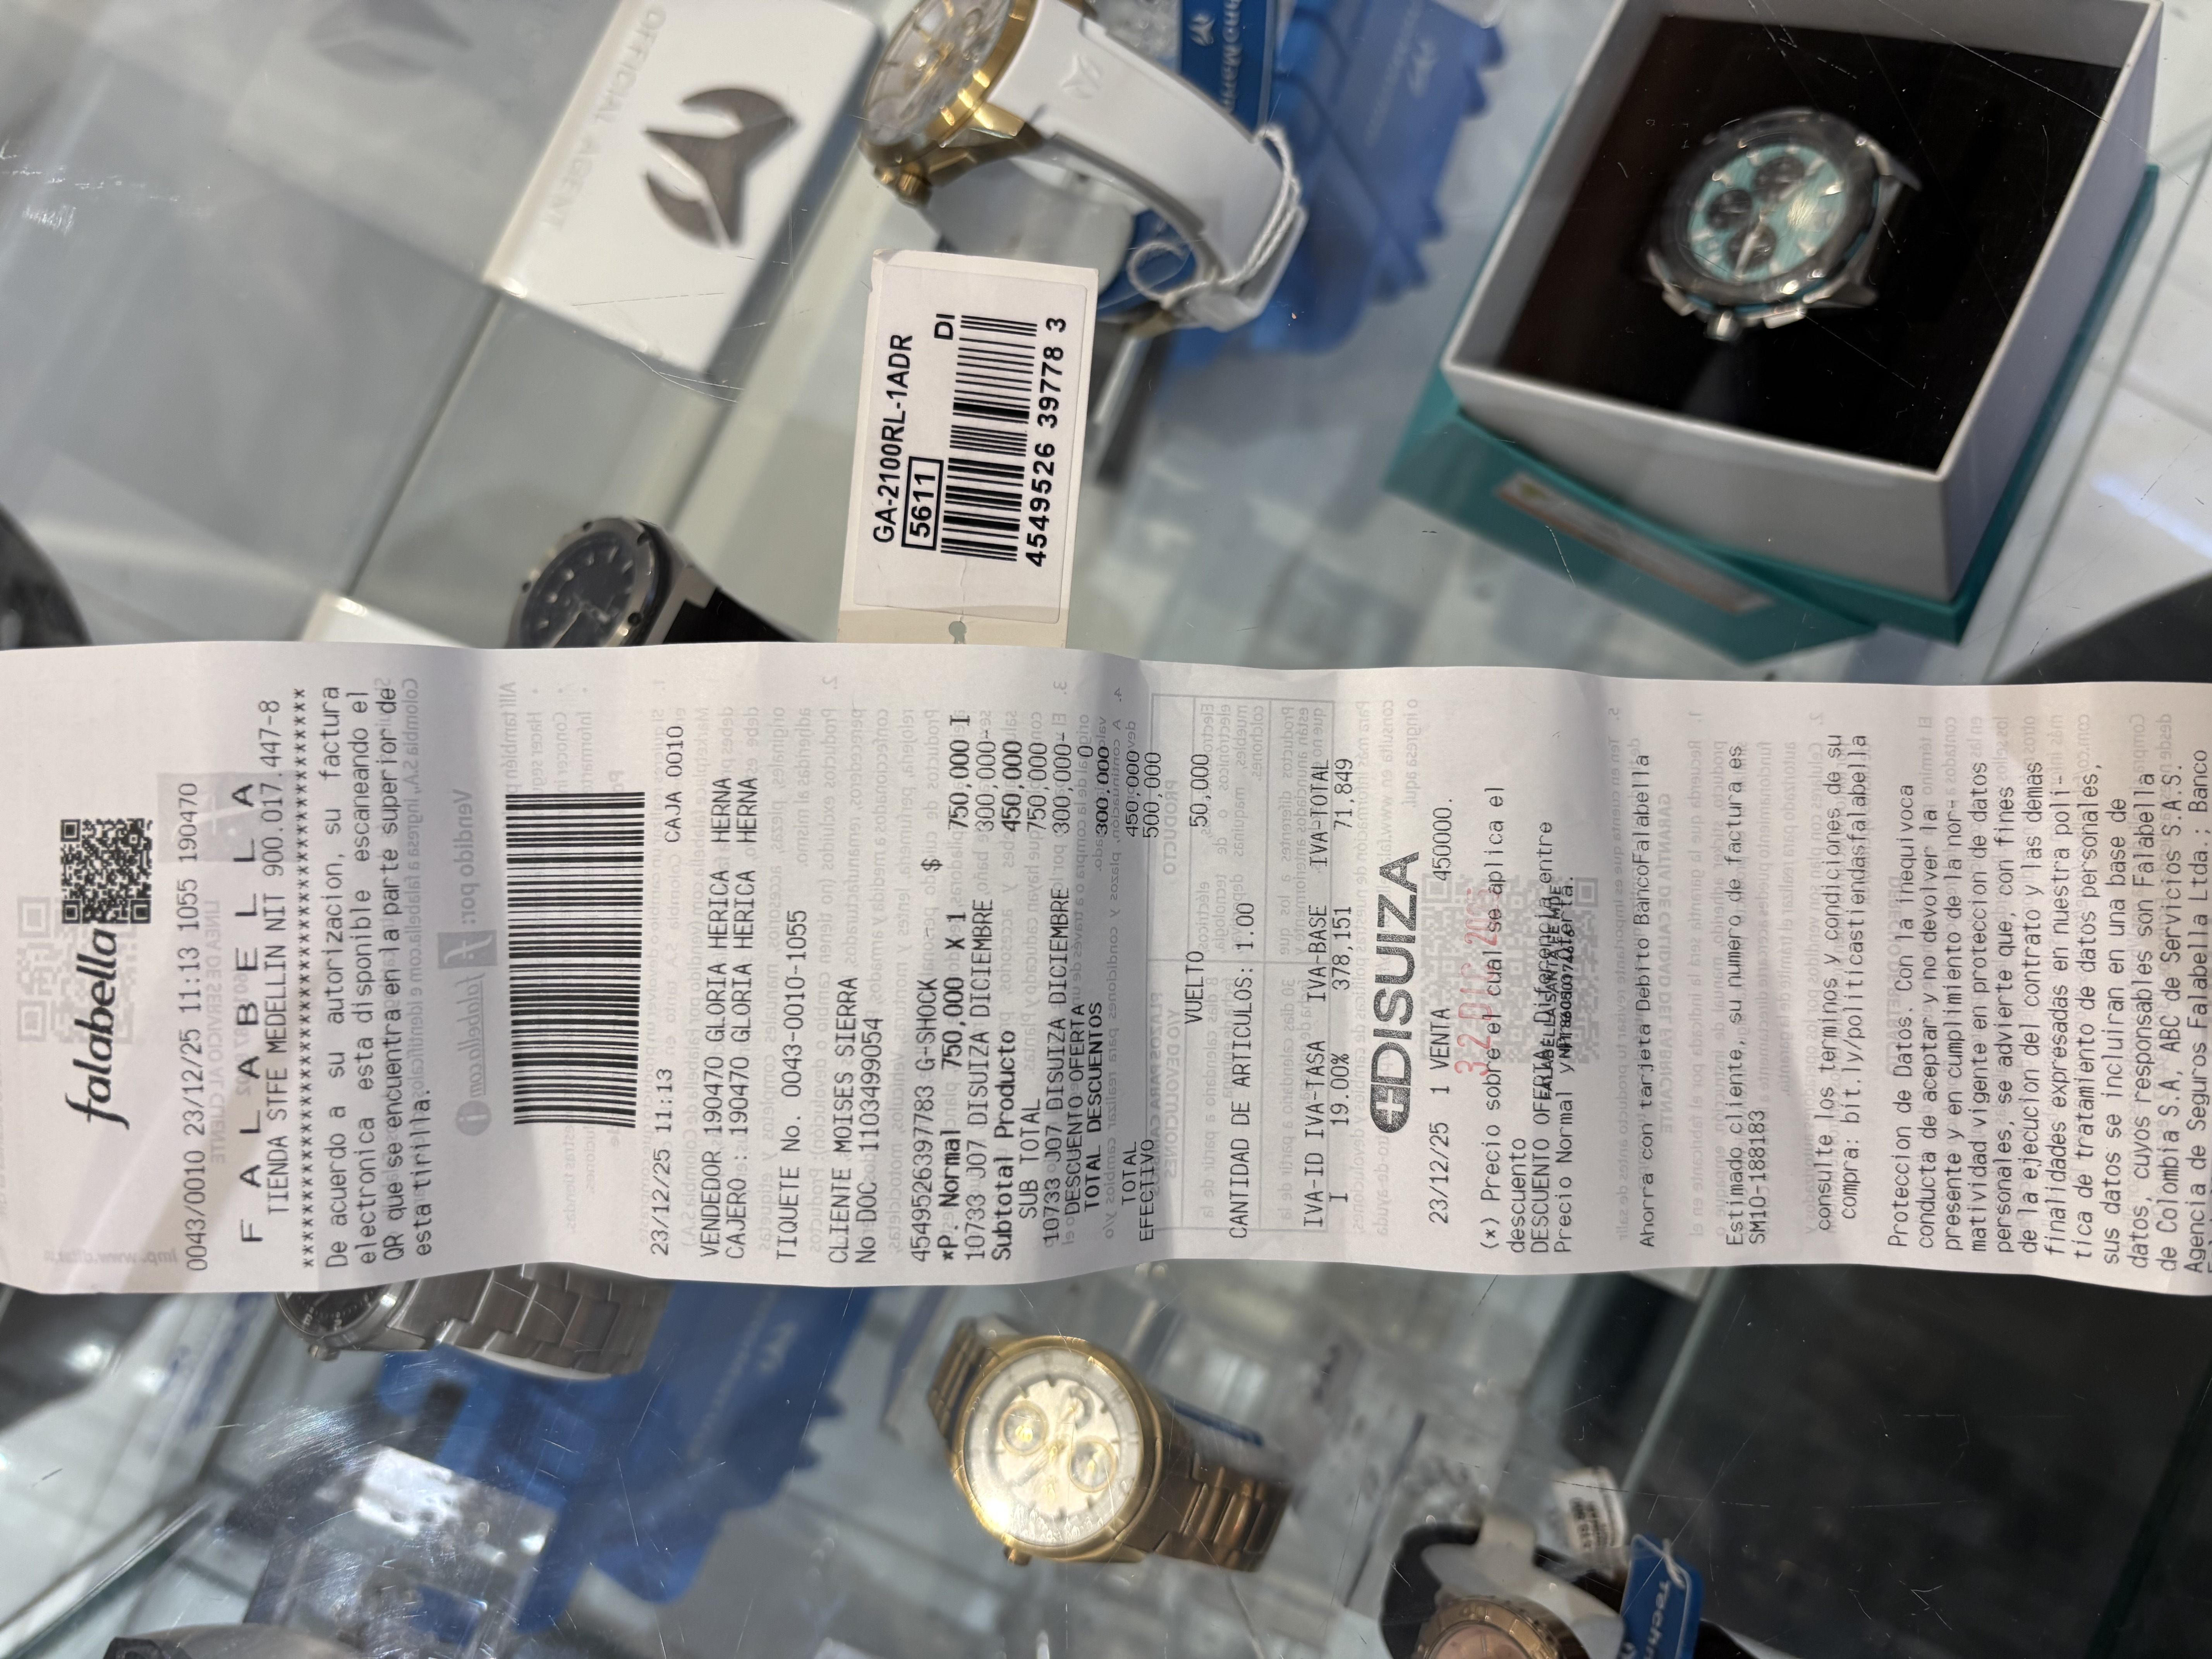 OFFICIAL AGENT
GA-2100RL-1ADR
5611 DI
4549526 39778 3
falabella
0043/0010 23/12/25 11:13 1055 190470
F A L A B E L L A
TIENDA STFE MEDELLIN NIT 900.017.447-8
****************************************
De acuerdo a su autorizacion, su factura
electronica esta disponible escaneando el
QR que se encuentra en la parte superior de
esta tirilla.
23/12/25 11:13 CAJA 0010
VENDEDOR 190470 GLORIA HERICA HERNA
CAJERO: 190470 GLORIA HERICA HERNA
TIQUETE No. 0043-0010-1055
CLIENTE MOISES SIERRA
No DOC 1103499054
4549526397783 G-SHOCK $
*P. Normal 750,000 X 1 750,000 I
10733 J07 DISUIZA DICIEMBRE 300,000-
Subtotal Producto 450,000
SUB TOTAL 750,000
10733 J07 DISUIZA DICIEMBRE 300,000-
DESCUENTO OFERTA 0
TOTAL DESCUENTOS 300,000
TOTAL 450,000
EFECTIVO 500,000
VUELTO 50,000
CANTIDAD DE ARTICULOS: 1.00
IVA-ID IVA-TASA IVA-BASE IVA-TOTAL
I 19.00% 378,151 71,849
DISUIZA
23/12/25 1 VENTA 450000.
(*) Precio sobre el cual se aplica el
descuento
DESCUENTO OFERTA: Diferencia entre
Precio Normal y Oferta.
Ahorra con tarjeta Debito BancoFalabella
Estimado cliente, su numero de factura es
SM10-188183
consulte los terminos y condiciones de su
compra: bit.ly/politicastiendasfalabella
Proteccion de Datos. Con la inequivoca
conducta de aceptar y no devolver la
presente y en cumplimiento de la nor-
matividad vigente en proteccion de datos
personales, se advierte que, con fines
de la ejecucion del contrato y las demas
finalidades expresadas en nuestra poli-
tica de tratamiento de datos personales,
sus datos se incluiran en una base de
datos, cuyos responsables son Falabella
de Colombia S.A, ABC de Servicios S.A.S.
Agencia de Seguros Falabella Ltda.; Banco